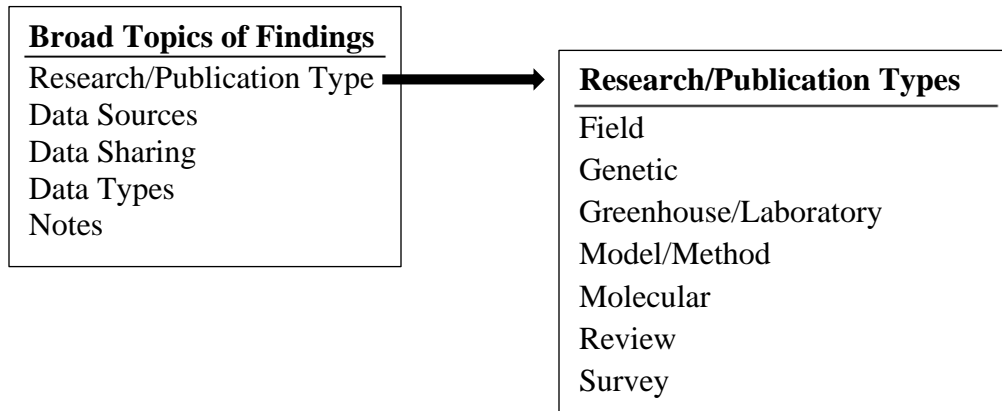 Broad Topics of Findings
Research/Publication Type
Data Sources
Data Sharing
Data Types
Notes
Research/Publication Types
Field
Genetic
Greenhouse/Laboratory
Model/Method
Molecular
Review
Survey